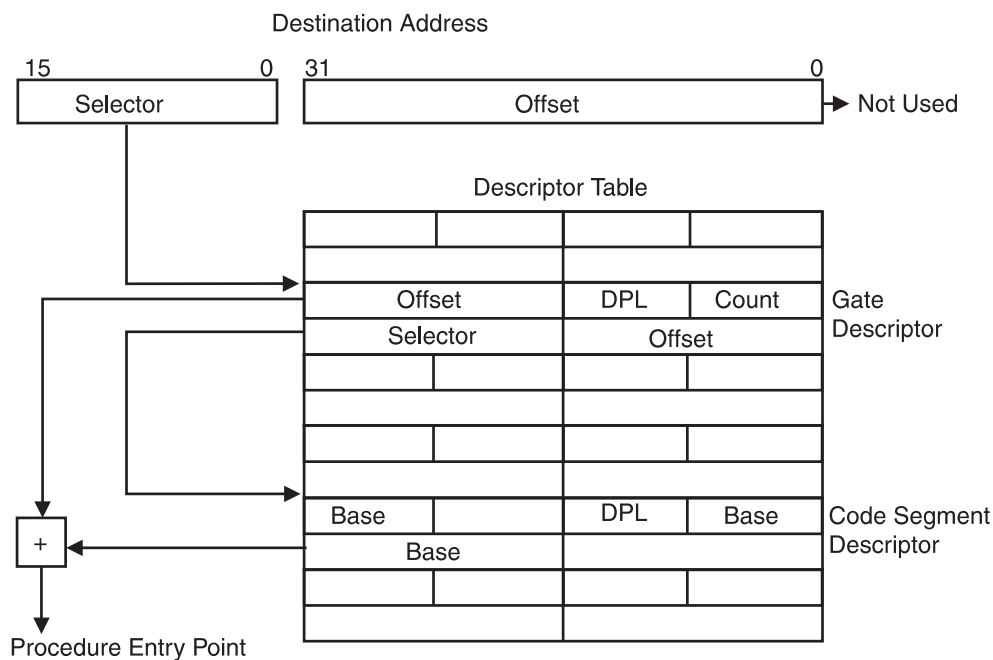 Destination Address
15 0 31 0
Selector Offset Not Used
Descriptor Table
Offset DPL Count Gate
Selector Offset Descriptor
Base DPL Base Code Segment
Base Descriptor
+
Procedure Entry Point